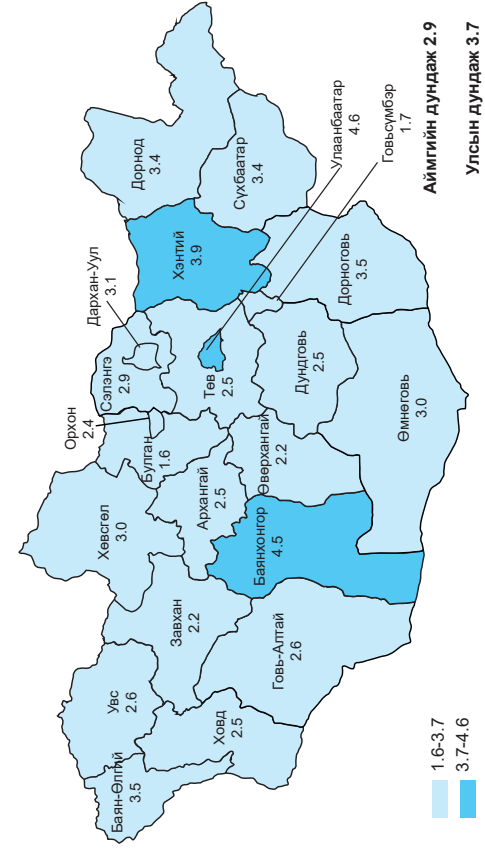 Баян-Өлгий
3.5
Увс
2.6
Ховд
2.5
Завхан
2.2
Говь-Алтай
2.6
Хөвсгөл
3.0
Архангай
2.5
Баянхонгор
4.5
Орхон
2.4
Булган
1.6
Өвөрхангай
2.2
Сэлэнгэ
2.9
Дархан-Уул
3.1
Төв
2.5
Дундговь
2.5
Өмнөговь
3.0
Хэнтий
3.9
Дорнод
3.4
Сүхбаатар
3.4
Дорноговь
3.5
Улаанбаатар
4.6
Говьсүмбэр
1.7
1.6-3.7
3.7-4.6
Аймгийн дундаж 2.9
Улсын дундаж 3.7